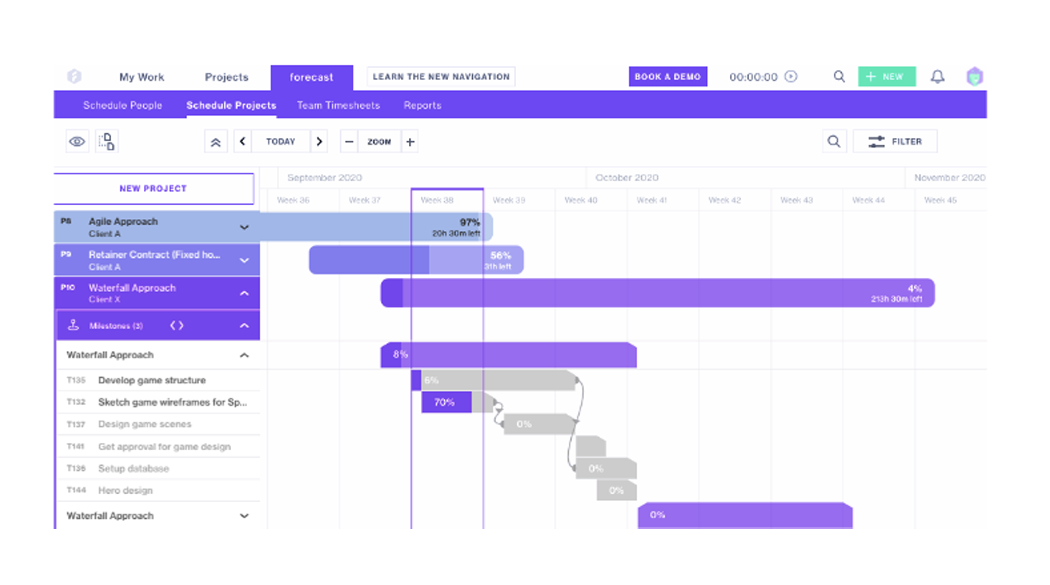 My Work Projects forecast LEARN THE NEW NAVIGATION BOOK A DEMO 00:00:00 + NEW
Schedule People Schedule Projects Team Timesheets Reports
TODAY ZOOM FILTER
September 2020 October 2020 November 2020
NEW PROJECT
Week 36 Week 37 Week 38 Week 39 Week 40 Week 41 Week 42 Week 43 Week 44 Week 45
P8 Agile Approach 97%
Client A 20h 30m left
P9 Retainer Contract (Fixed ho... 56%
Client A 31h left
P10 Waterfall Approach 4%
Client X 213h 30m left
Milestones (3)
Waterfall Approach 8%
T135 Develop game structure 6%
T132 Sketch game wireframes for Sp... 70%
T137 Design game scenes 0%
T141 Get approval for game design
T136 Setup database 0%
T144 Hero design 0%
Waterfall Approach 0%